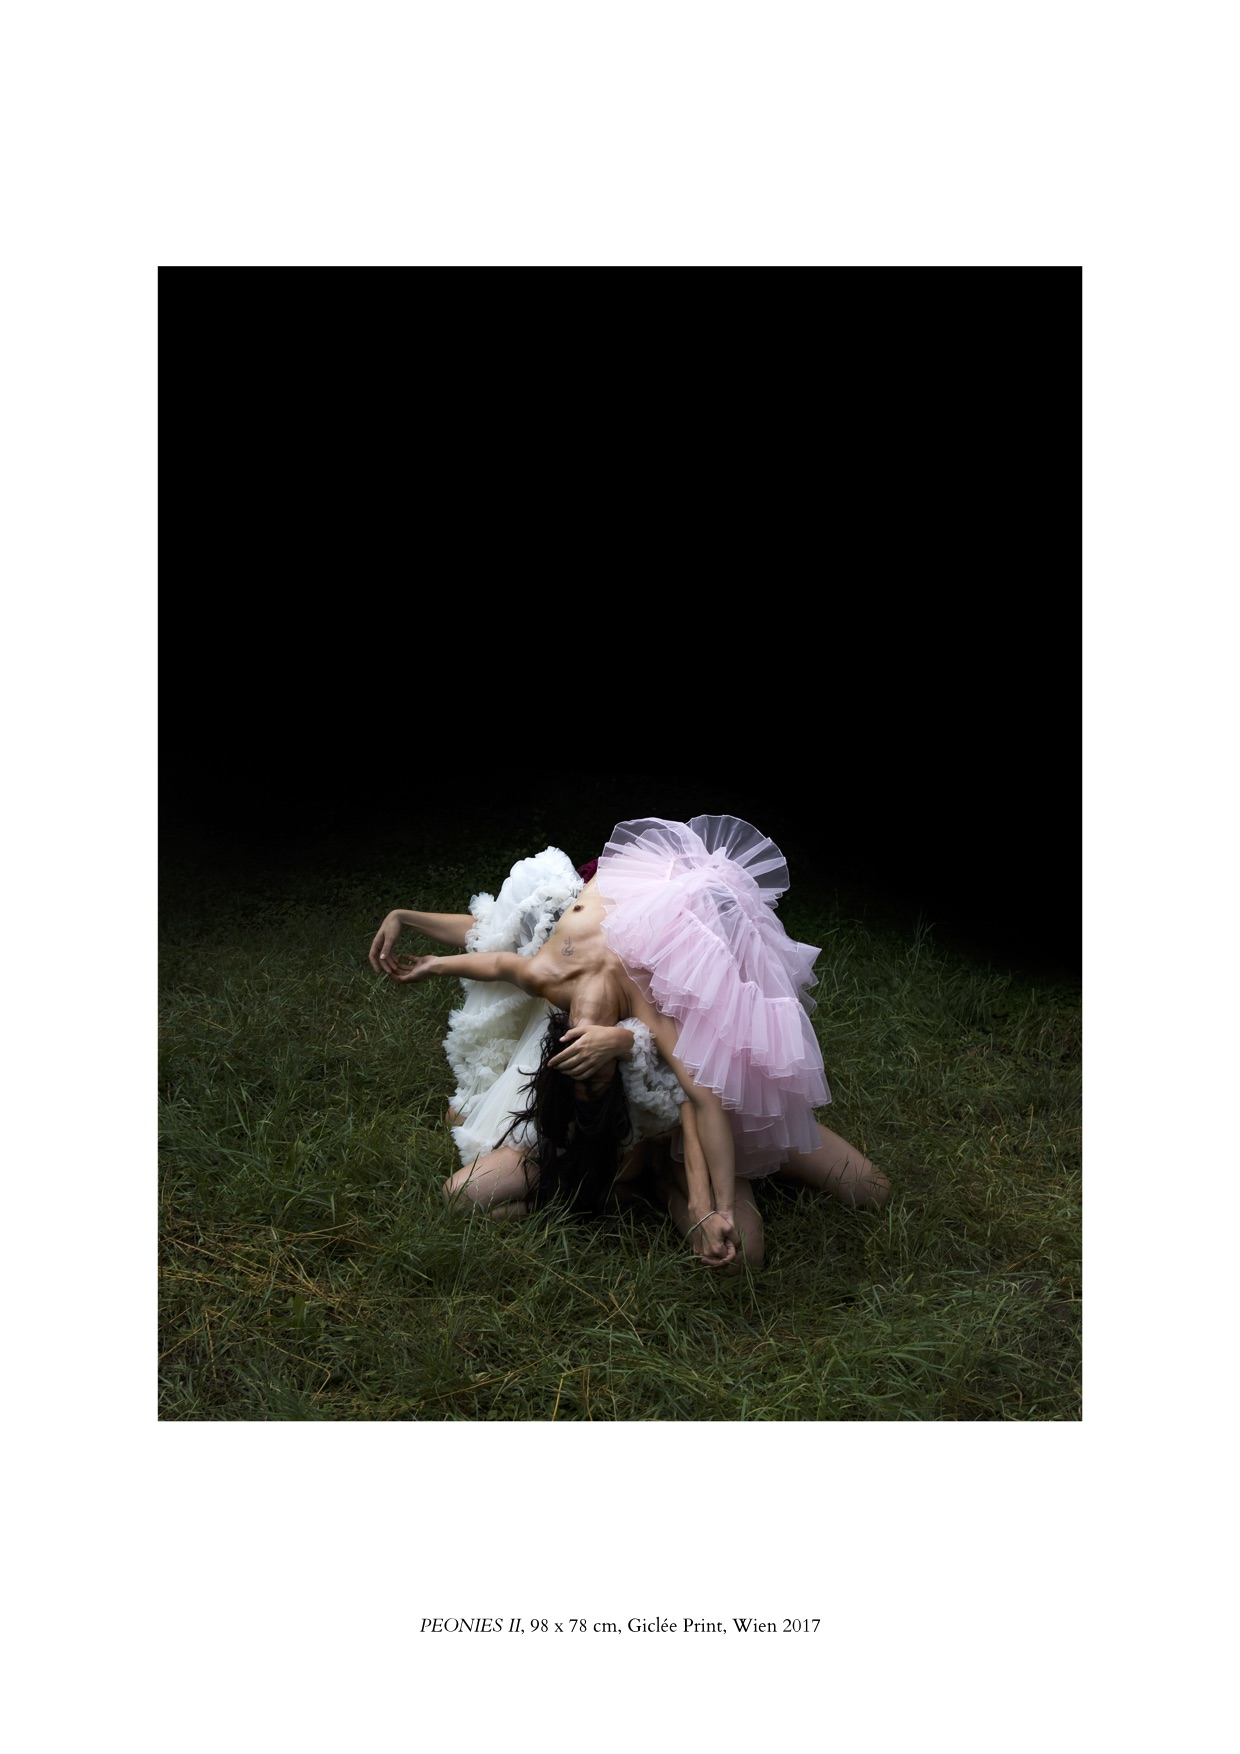 PEONIES II, 98 x 78 cm, Giclée Print, Wien 2017